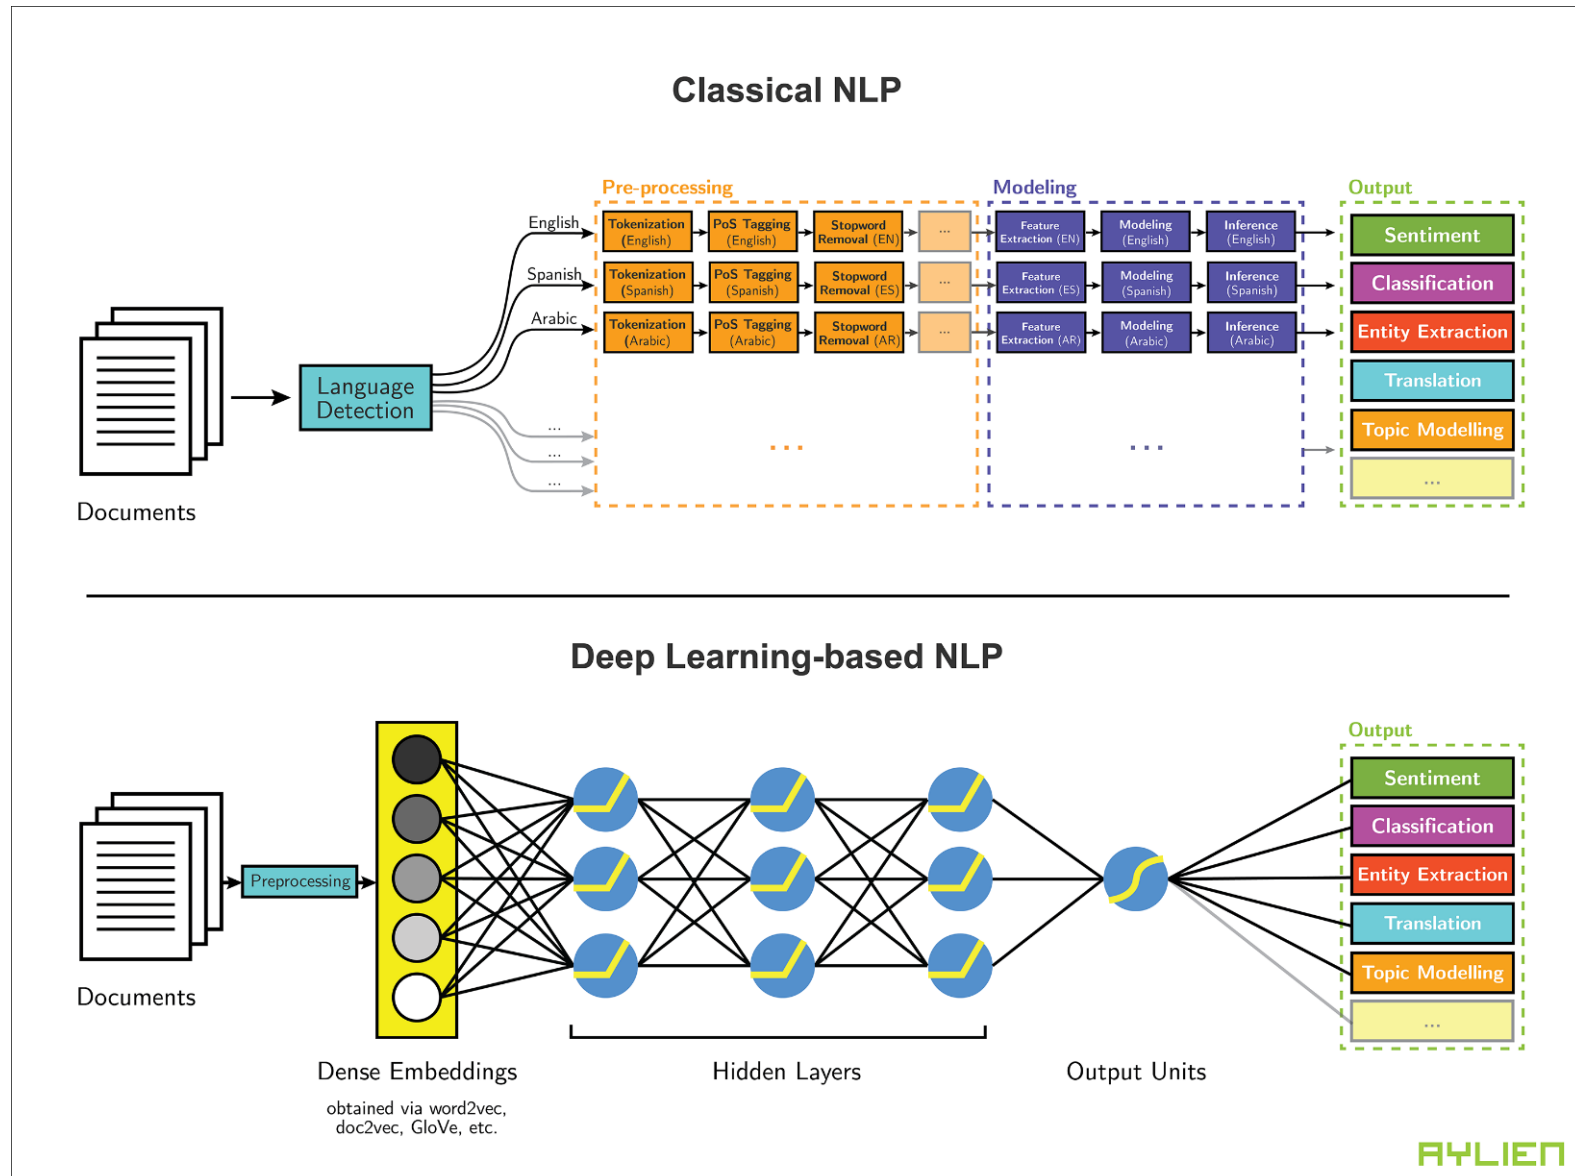 Classical NLP
Pre-processing
Modeling
Output
English
Tokenization
(English)
PoS Tagging
(English)
Stopword
Removal (EN)
...
Feature
Extraction (EN)
Modeling
(English)
Inference
(English)
Sentiment
Spanish
Tokenization
(Spanish)
PoS Tagging
(Spanish)
Stopword
Removal (ES)
...
Feature
Extraction (ES)
Modeling
(Spanish)
Inference
(Spanish)
Classification
Arabic
Tokenization
(Arabic)
PoS Tagging
(Arabic)
Stopword
Removal (AR)
...
Feature
Extraction (AR)
Modeling
(Arabic)
Inference
(Arabic)
Entity Extraction
Language
Detection
Translation
...
...
...
...
...
Topic Modelling
...
Documents
Deep Learning-based NLP
Output
Sentiment
Classification
Preprocessing
Entity Extraction
Translation
Topic Modelling
...
Documents
Dense Embeddings
obtained via word2vec,
doc2vec, GloVe, etc.
Hidden Layers
Output Units
AYLIEN